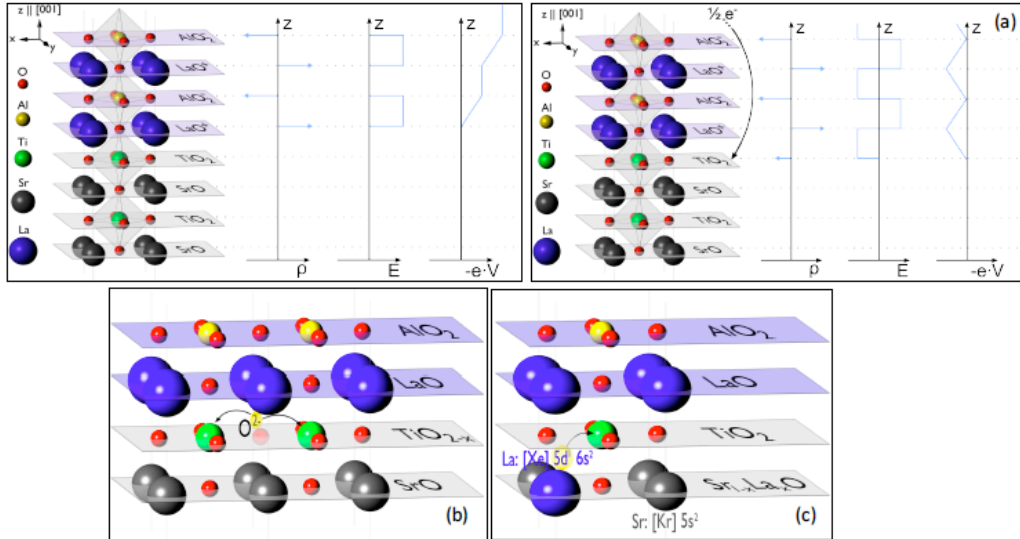 z || [001]
x
y
O
Al
Ti
Sr
La
AlO₂⁻
LaO⁺
AlO₂⁻
LaO⁺
TiO₂
SrO
TiO₂
SrO
z
ρ
z
E
z
-e·V
(a)
z || [001]
x
y
½ e⁻
O
Al
Ti
Sr
La
AlO₂⁻
LaO⁺
AlO₂⁻
LaO⁺
TiO₂
SrO
TiO₂
SrO
z
ρ
z
E
z
-e·V
AlO₂
LaO
O 2-
TiO₂₋ₓ
SrO
(b)
AlO₂
LaO
TiO₂
La: [Xe] 5d¹ 6s²
Sr₁₋ₓLaₓO
Sr: [Kr] 5s²
(c)